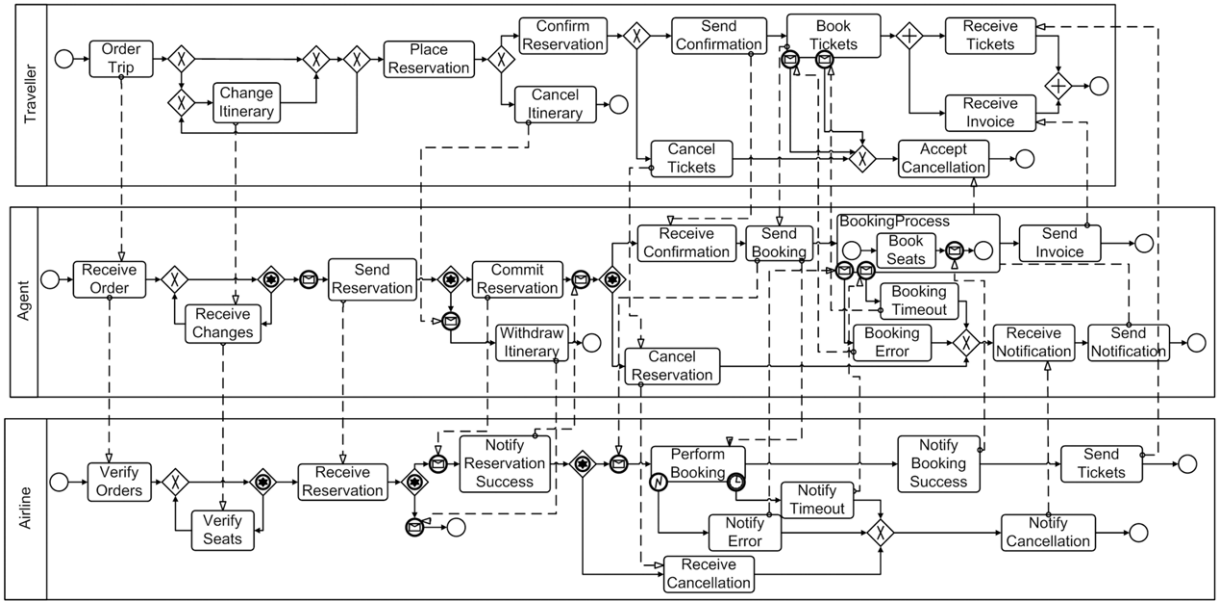 Traveller
Order
Trip
Change
Itinerary
Place
Reservation
Confirm
Reservation
Cancel
Itinerary
Send
Confirmation
Cancel
Tickets
Book
Tickets
Receive
Tickets
Receive
Invoice
Accept
Cancellation
Agent
Receive
Order
Receive
Changes
Send
Reservation
Commit
Reservation
Withdraw
Itinerary
Receive
Confirmation
Send
Booking
Cancel
Reservation
BookingProcess
Book
Seats
Booking
Timeout
Booking
Error
Send
Invoice
Receive
Notification
Send
Notification
Airline
Verify
Orders
Verify
Seats
Receive
Reservation
Notify
Reservation
Success
Perform
Booking
Notify
Timeout
Notify
Error
Receive
Cancellation
Notify
Booking
Success
Send
Tickets
Notify
Cancellation